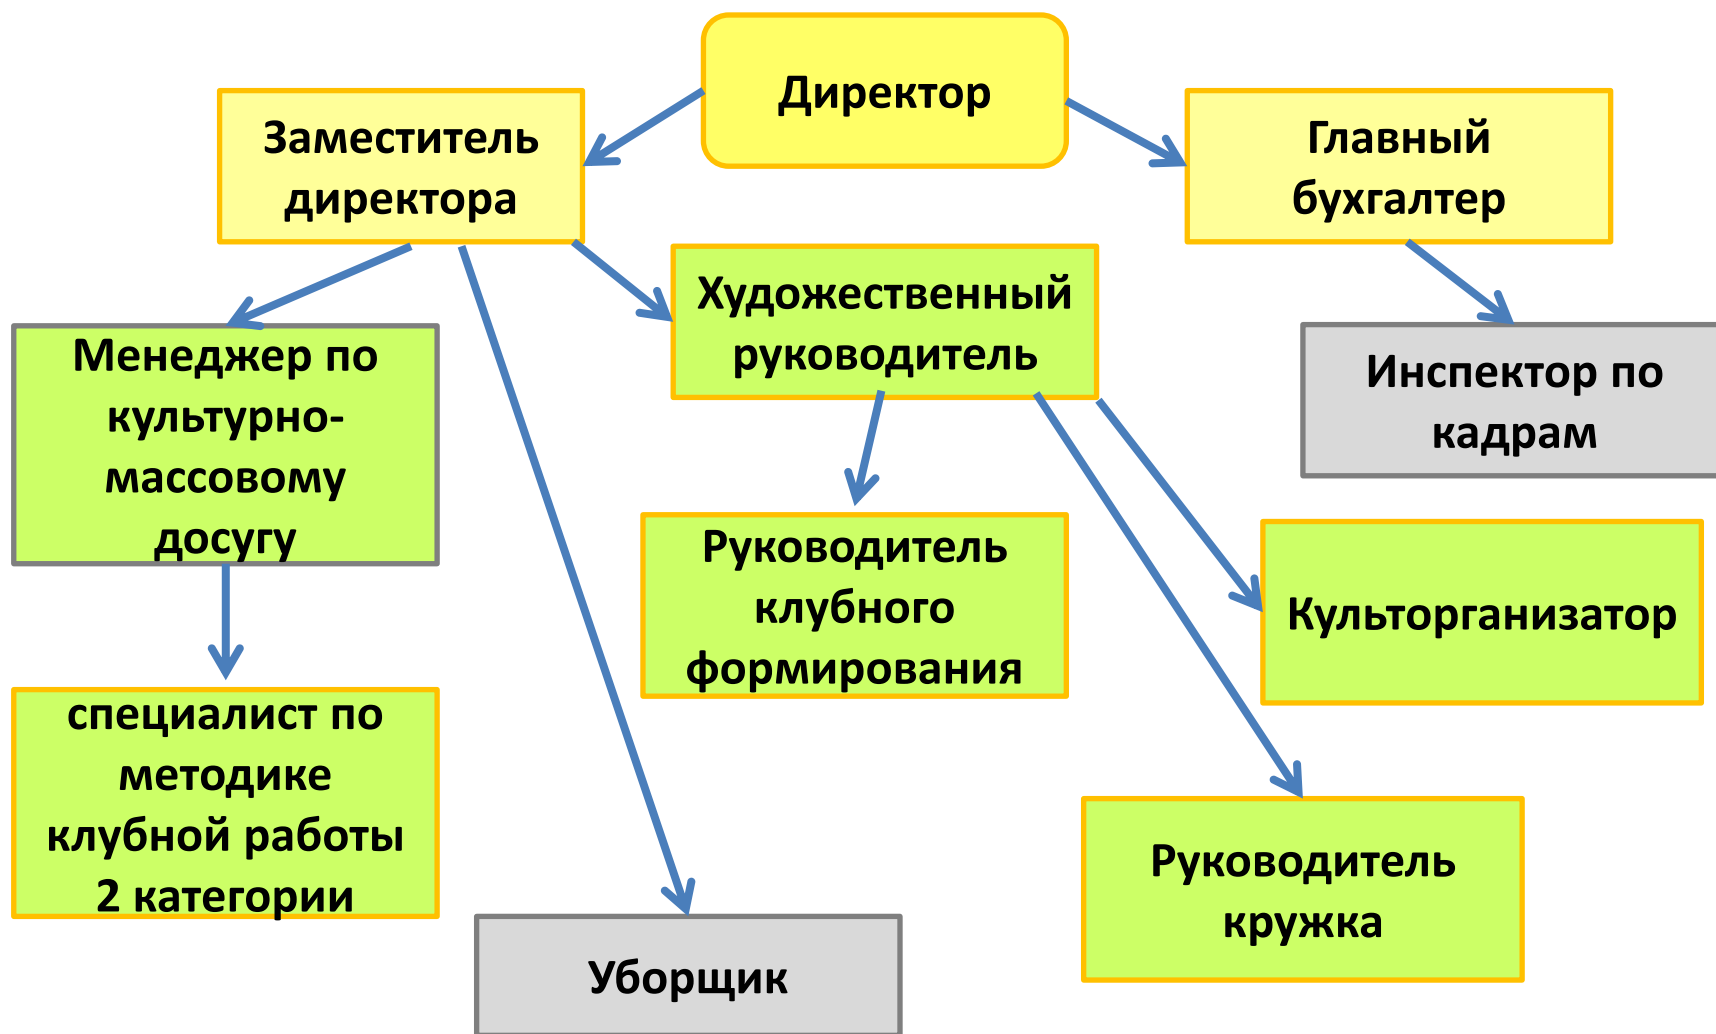 Директор
Заместитель
директора
Главный
бухгалтер
Художественный
руководитель
Менеджер по
культурно-
массовому
досугу
Инспектор по
кадрам
Руководитель
клубного
формирования
Культорганизатор
специалист по
методике
клубной работы
2 категории
Руководитель
кружка
Уборщик